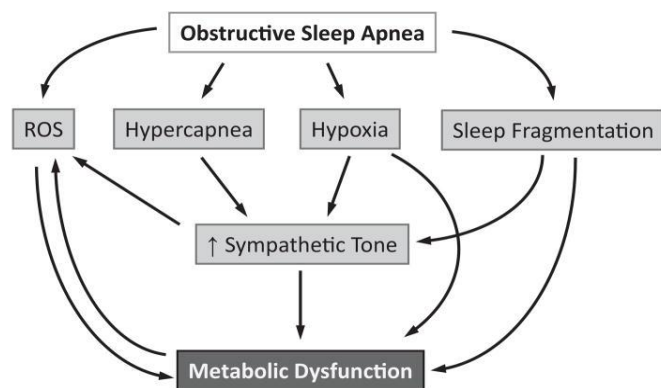 Obstructive Sleep Apnea
ROS
Hypercapnea
Hypoxia
Sleep Fragmentation
↑ Sympathetic Tone
Metabolic Dysfunction